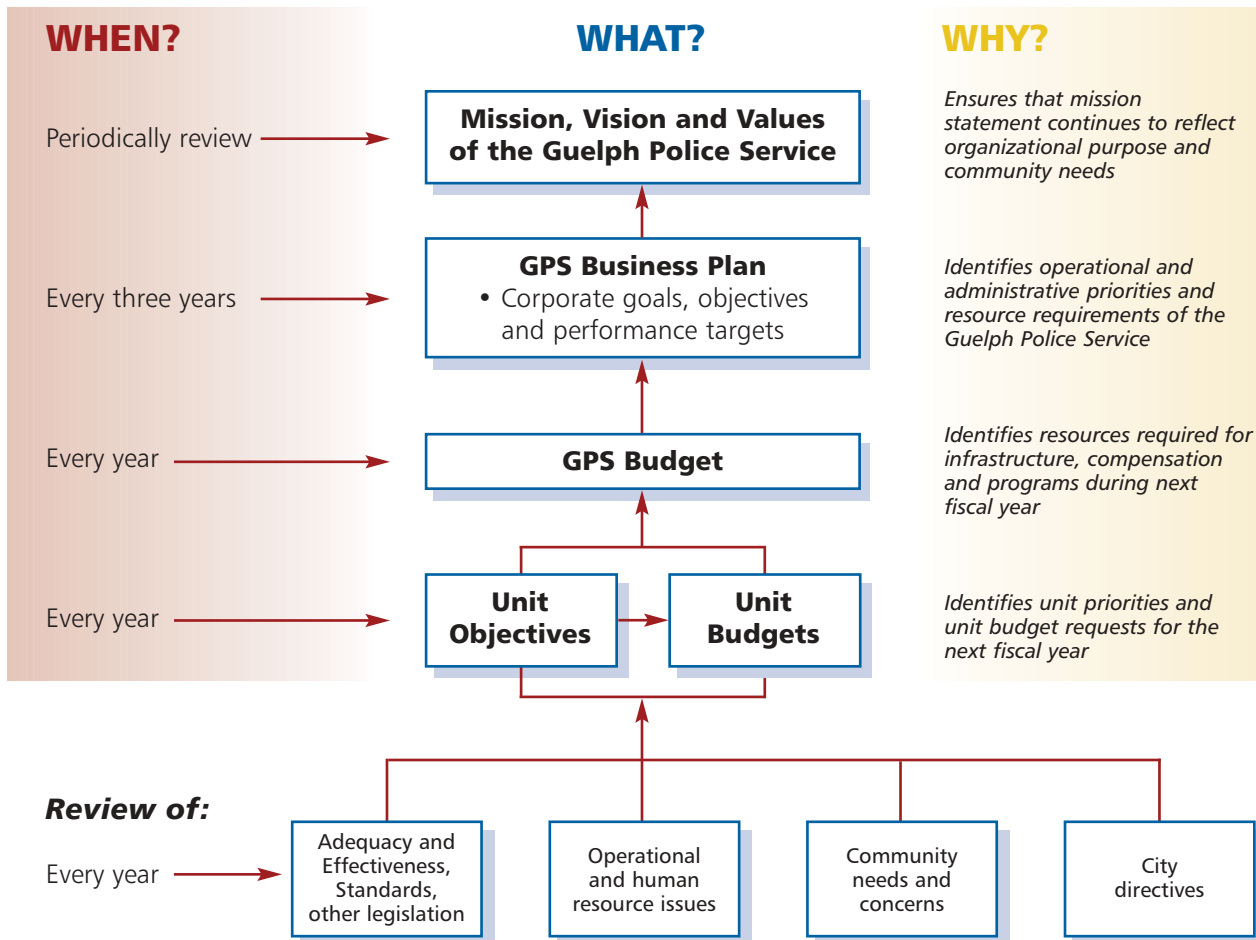 WHEN?
WHAT?
WHY?
Periodically review
Mission, Vision and Values
of the Guelph Police Service
Ensures that mission
statement continues to reflect
organizational purpose and
community needs
Every three years
GPS Business Plan
• Corporate goals, objectives
and performance targets
Identifies operational and
administrative priorities and
resource requirements of the
Guelph Police Service
Every year
GPS Budget
Identifies resources required for
infrastructure, compensation
and programs during next
fiscal year
Every year
Unit
Objectives
Unit
Budgets
Identifies unit priorities and
unit budget requests for the
next fiscal year
Review of:
Every year
Adequacy and
Effectiveness,
Standards,
other legislation
Operational
and human
resource issues
Community
needs and
concerns
City
directives